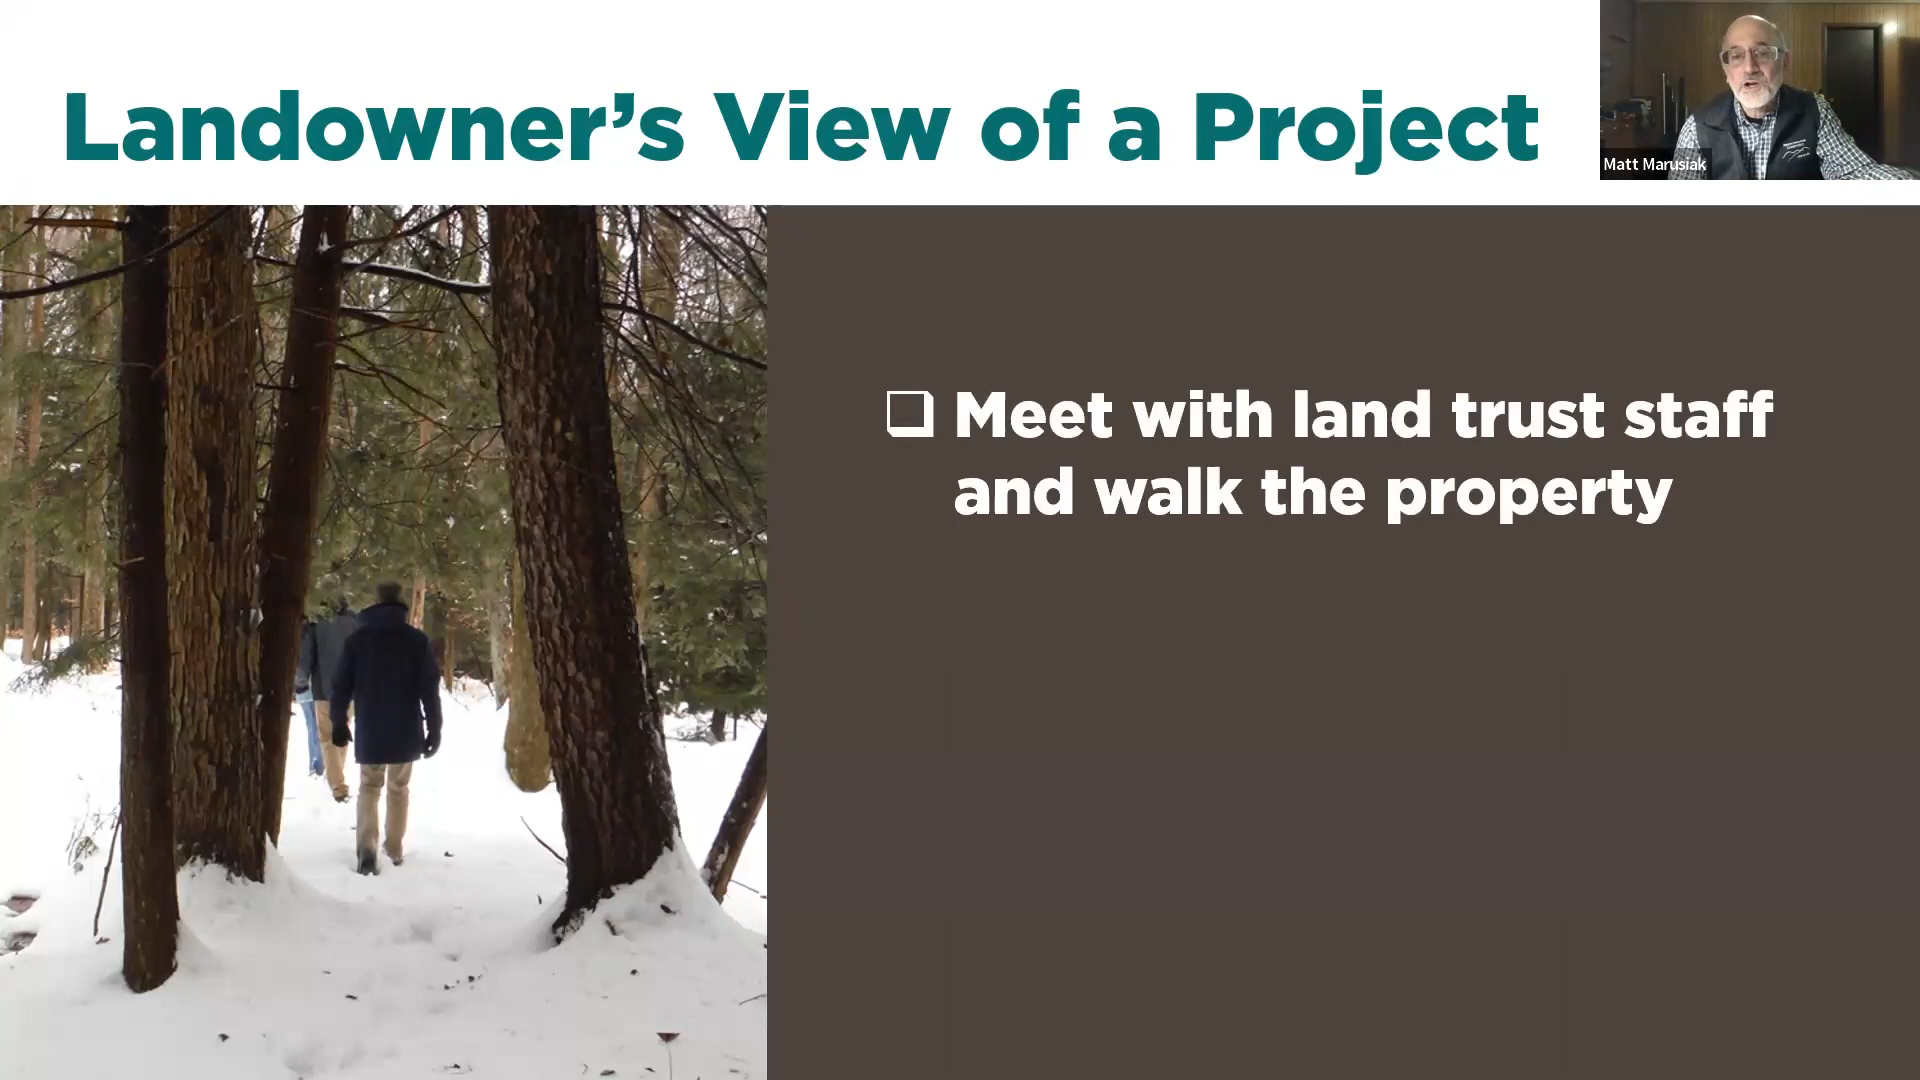 Landowner’s View of a Project
Matt Marusiak
❑ Meet with land trust staff
and walk the property